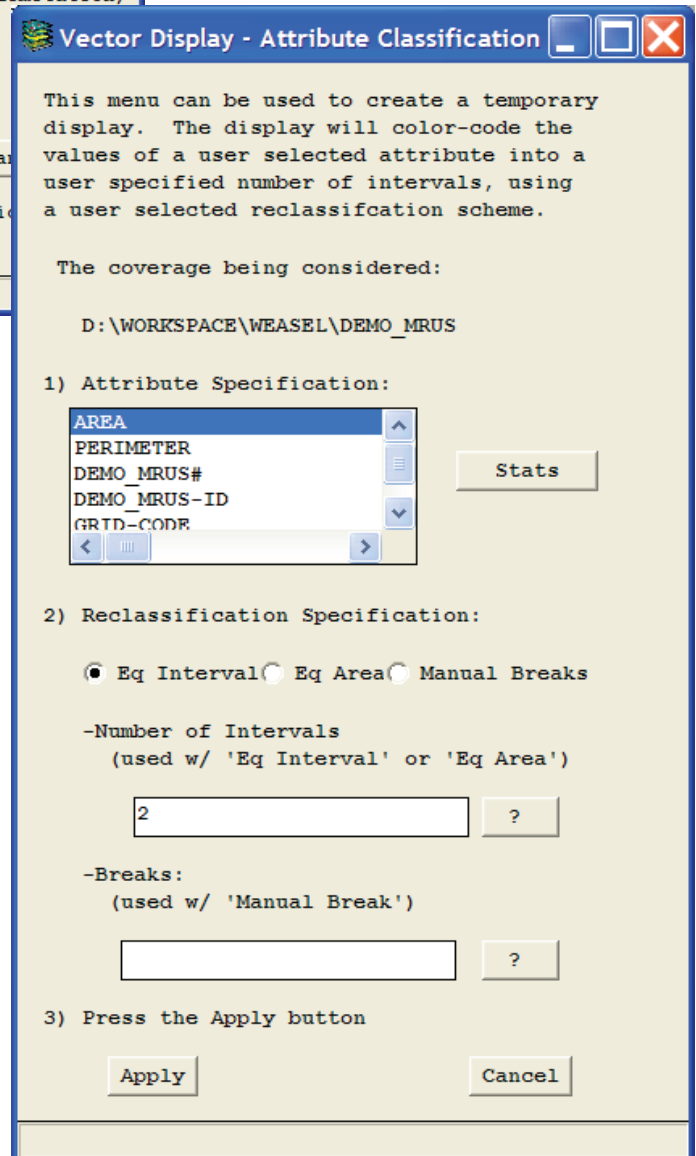 Vector Display - Attribute Classification
This menu can be used to create a temporary
display.  The display will color-code the
values of a user selected attribute into a
user specified number of intervals, using
a user selected reclassifcation scheme.
The coverage being considered:
D:\WORKSPACE\WEASEL\DEMO_MRUS
1) Attribute Specification:
AREA
PERIMETER
DEMO_MRUS#
DEMO_MRUS-ID
GRID-CODE
Stats
2) Reclassification Specification:
Eq Interval Eq Area Manual Breaks
-Number of Intervals
(used w/ 'Eq Interval' or 'Eq Area')
2 ?
-Breaks:
(used w/ 'Manual Break')
?
3) Press the Apply button
Apply Cancel